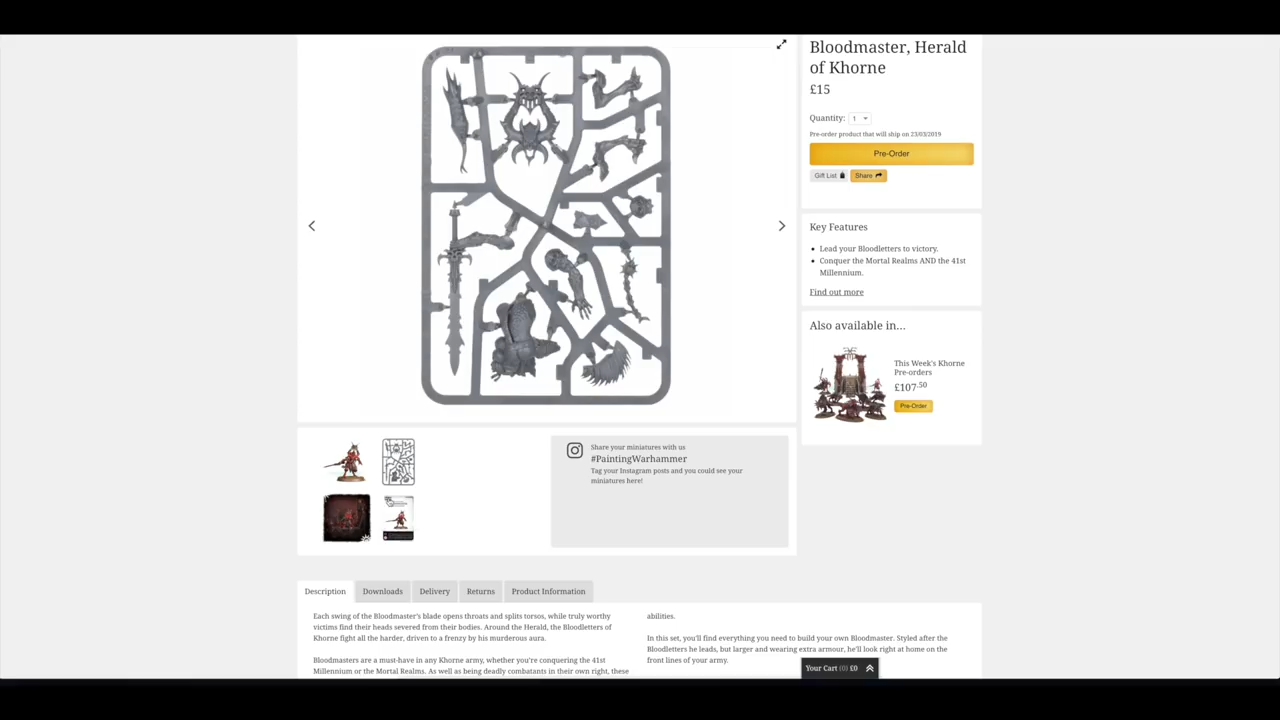 Bloodmaster, Herald
of Khorne
£15
Quantity: 1
Pre-order product that will ship on 23/03/2019
Pre-Order
Gift List
Share
Key Features
Lead your Bloodletters to victory.
Conquer the Mortal Realms AND the 41st
Millennium.
Find out more
Also available in...
This Week's Khorne
Pre-orders
£107.50
Pre-Order
Share your miniatures with us
#PaintingWarhammer
Tag your Instagram posts and you could see your
miniatures here!
Description
Downloads
Delivery
Returns
Product Information
Each swing of the Bloodmaster's blade opens throats and splits torsos, while truly worthy
victims find their heads severed from their bodies. Around the Herald, the Bloodletters of
Khorne fight all the harder, driven to a frenzy by his murderous aura.
Bloodmasters are a must-have in any Khorne army, whether you're conquering the 41st
Millennium or the Mortal Realms. As well as being deadly combatants in their own right, these
abilities.
In this set, you'll find everything you need to build your own Bloodmaster. Styled after the
Bloodletters he leads, but larger and wearing extra armour, he'll look right at home on the
front lines of your army.
Your Cart (0) £0